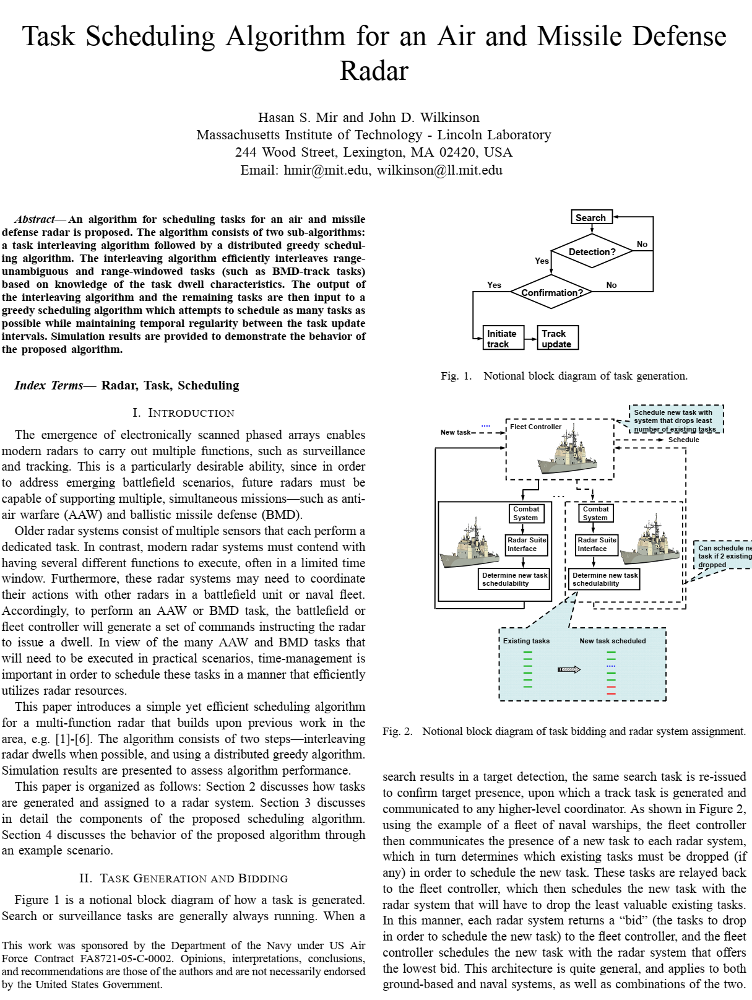 Task Scheduling Algorithm for an Air and Missile Defense
Radar
Hasan S. Mir and John D. Wilkinson
Massachusetts Institute of Technology - Lincoln Laboratory
244 Wood Street, Lexington, MA 02420, USA
Email: hmir@mit.edu, wilkinson@ll.mit.edu
Abstract— An algorithm for scheduling tasks for an air and missile
defense radar is proposed. The algorithm consists of two sub-algorithms:
a task interleaving algorithm followed by a distributed greedy schedul-
ing algorithm. The interleaving algorithm efficiently interleaves range-
unambiguous and range-windowed tasks (such as BMD-track tasks)
based on knowledge of the task dwell characteristics. The output of
the interleaving algorithm and the remaining tasks are then input to a
greedy scheduling algorithm which attempts to schedule as many tasks as
possible while maintaining temporal regularity between the task update
intervals. Simulation results are provided to demonstrate the behavior of
the proposed algorithm.
Index Terms— Radar, Task, Scheduling
I. INTRODUCTION
The emergence of electronically scanned phased arrays enables
modern radars to carry out multiple functions, such as surveillance
and tracking. This is a particularly desirable ability, since in order
to address emerging battlefield scenarios, future radars must be
capable of supporting multiple, simultaneous missions—such as anti-
air warfare (AAW) and ballistic missile defense (BMD).
Older radar systems consist of multiple sensors that each perform a
dedicated task. In contrast, modern radar systems must contend with
having several different functions to execute, often in a limited time
window. Furthermore, these radar systems may need to coordinate
their actions with other radars in a battlefield unit or naval fleet.
Accordingly, to perform an AAW or BMD task, the battlefield or
fleet controller will generate a set of commands instructing the radar
to issue a dwell. In view of the many AAW and BMD tasks that
will need to be executed in practical scenarios, time-management is
important in order to schedule these tasks in a manner that efficiently
utilizes radar resources.
This paper introduces a simple yet efficient scheduling algorithm
for a multi-function radar that builds upon previous work in the
area, e.g. [1]-[6]. The algorithm consists of two steps—interleaving
radar dwells when possible, and using a distributed greedy algorithm.
Simulation results are presented to assess algorithm performance.
This paper is organized as follows: Section 2 discusses how tasks
are generated and assigned to a radar system. Section 3 discusses
in detail the components of the proposed scheduling algorithm.
Section 4 discusses the behavior of the proposed algorithm through
an example scenario.
II. TASK GENERATION AND BIDDING
Figure 1 is a notional block diagram of how a task is generated.
Search or surveillance tasks are generally always running. When a
This work was sponsored by the Department of the Navy under US Air
Force Contract FA8721-05-C-0002. Opinions, interpretations, conclusions,
and recommendations are those of the authors and are not necessarily endorsed
by the United States Government.
Search
Detection?
No
Yes
Confirmation?
Yes
No
Initiate
track
Track
update
Fig. 1. Notional block diagram of task generation.
Schedule new task with
system that drops least
number of existing tasks
New task
Fleet Controller
Schedule
. . .
Combat
System
Combat
System
Radar Suite
Interface
Radar Suite
Interface
Can schedule ne
task if 2 existing
dropped
Determine new task
schedulability
Determine new task
schedulability
Existing tasks
New task scheduled
Fig. 2. Notional block diagram of task bidding and radar system assignment.
search results in a target detection, the same search task is re-issued
to confirm target presence, upon which a track task is generated and
communicated to any higher-level coordinator. As shown in Figure 2,
using the example of a fleet of naval warships, the fleet controller
then communicates the presence of a new task to each radar system,
which in turn determines which existing tasks must be dropped (if
any) in order to schedule the new task. These tasks are relayed back
to the fleet controller, which then schedules the new task with the
radar system that will have to drop the least valuable existing tasks.
In this manner, each radar system returns a “bid” (the tasks to drop
in order to schedule the new task) to the fleet controller, and the fleet
controller schedules the new task with the radar system that offers
the lowest bid. This architecture is quite general, and applies to both
ground-based and naval systems, as well as combinations of the two.